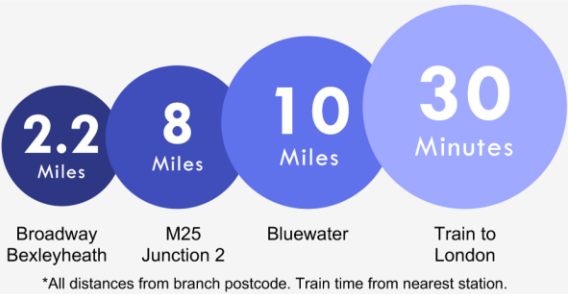 2.2
Miles
8
Miles
10
Miles
30
Minutes
Broadway
Bexleyheath
M25
Junction 2
Bluewater
Train to
London
*All distances from branch postcode. Train time from nearest station.